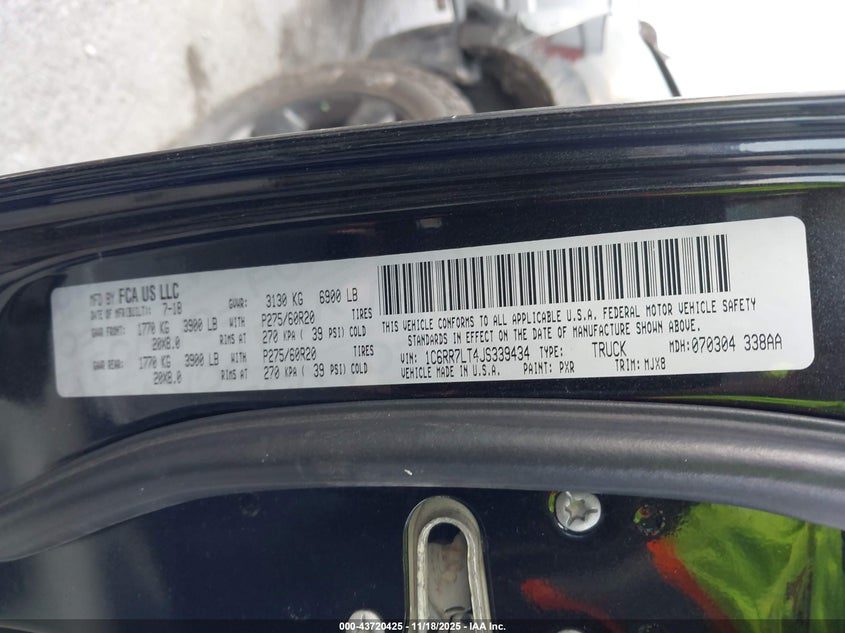 MFD BY FCA US LLC
DATE OF MFR(BUILT): 7-18 GVWR: 3130 KG 6900 LB
GAWR FRONT: 1770 KG 3900 LB WITH P275/60R20 TIRES
20X8.0 RIMS AT 270 KPA ( 39 PSI) COLD
GAWR REAR: 1770 KG 3900 LB WITH P275/60R20 TIRES
20X8.0 RIMS AT 270 KPA ( 39 PSI) COLD
THIS VEHICLE CONFORMS TO ALL APPLICABLE U.S.A. FEDERAL MOTOR VEHICLE SAFETY
STANDARDS IN EFFECT ON THE DATE OF MANUFACTURE SHOWN ABOVE.
VIN: 1C6RR7LT4JS339434 TYPE: TRUCK MDH:070304 338AA
VEHICLE MADE IN U.S.A. PAINT: PXR TRIM: MJX8
000-43720425 - 11/18/2025 - IAA Inc.